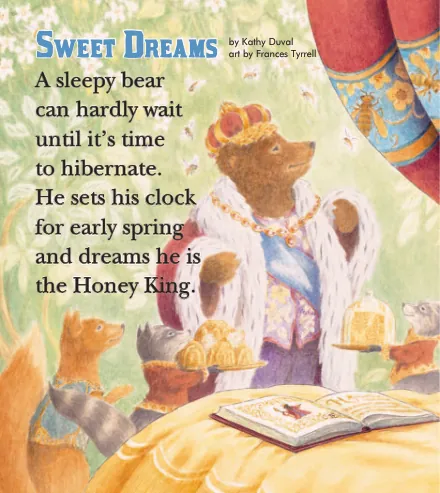 SWEET DREAMS
by Kathy Duval
art by Frances Tyrrell
A sleepy bear
can hardly wait
until it's time
to hibernate.
He sets his clock
for early spring
and dreams he is
the Honey King.